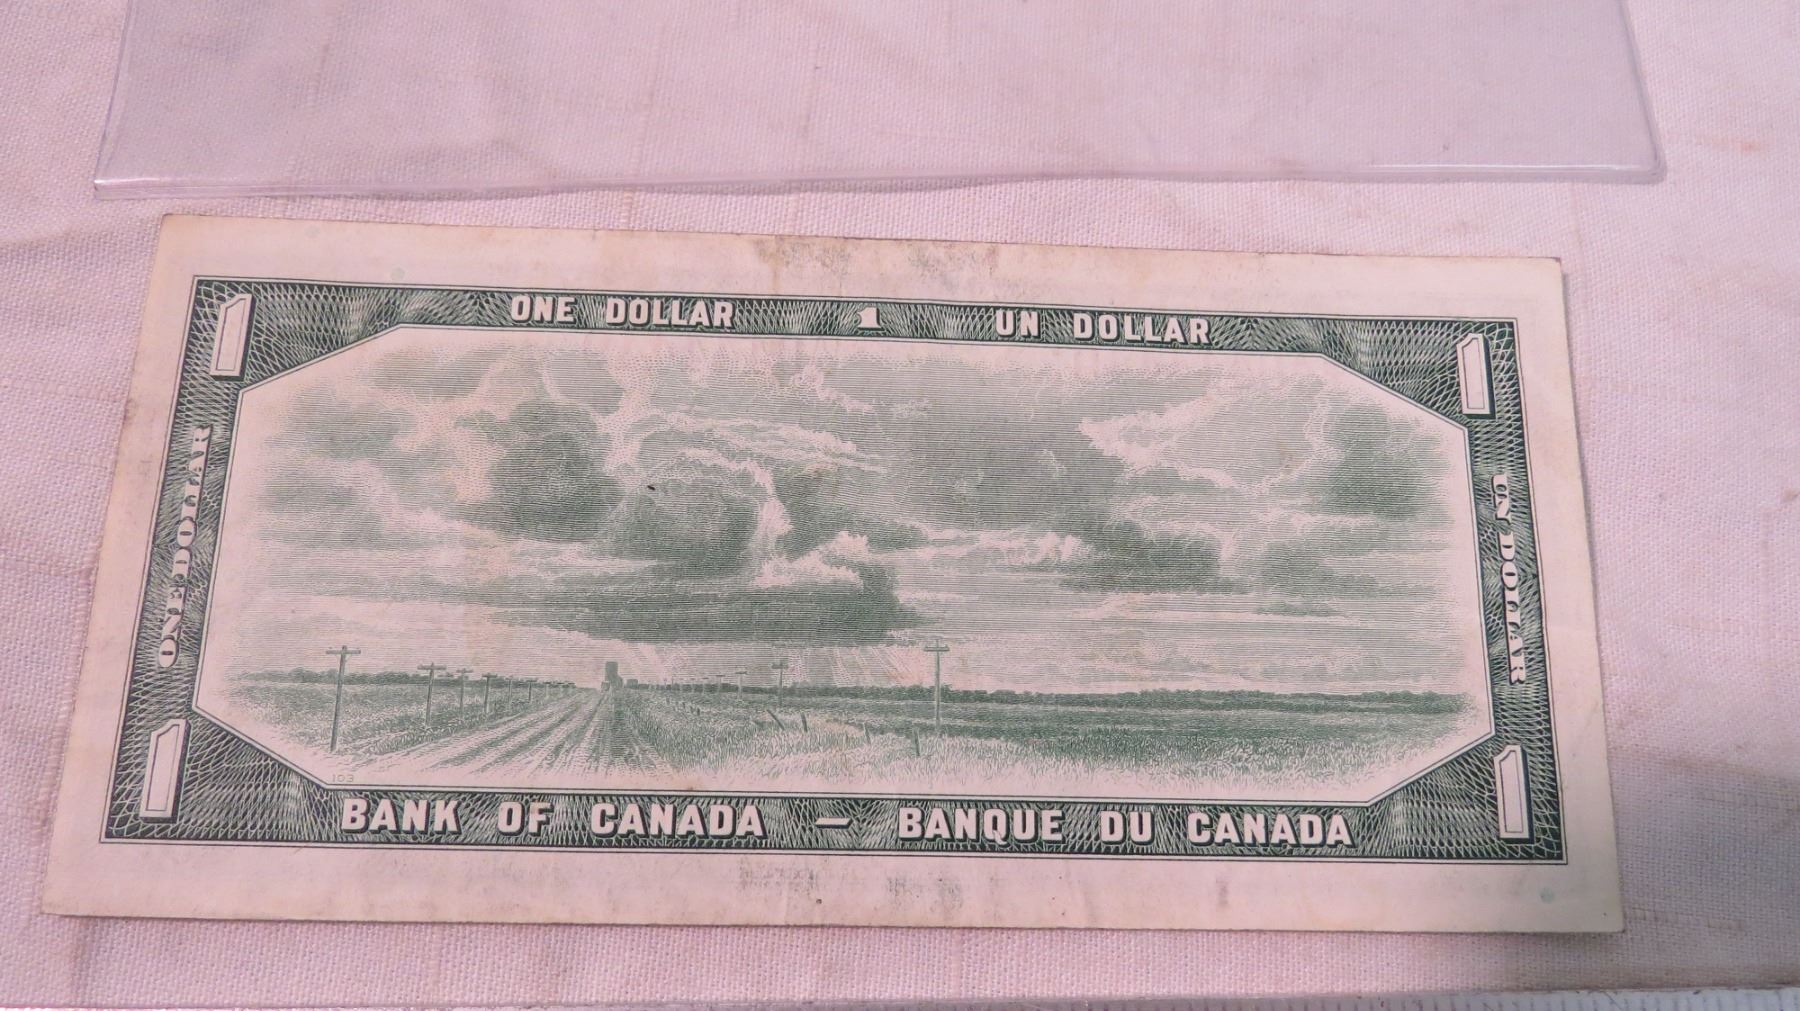 1 ONE DOLLAR 1 UN DOLLAR 1
ONE DOLLAR
UN DOLLAR
103
1 BANK OF CANADA — BANQUE DU CANADA 1